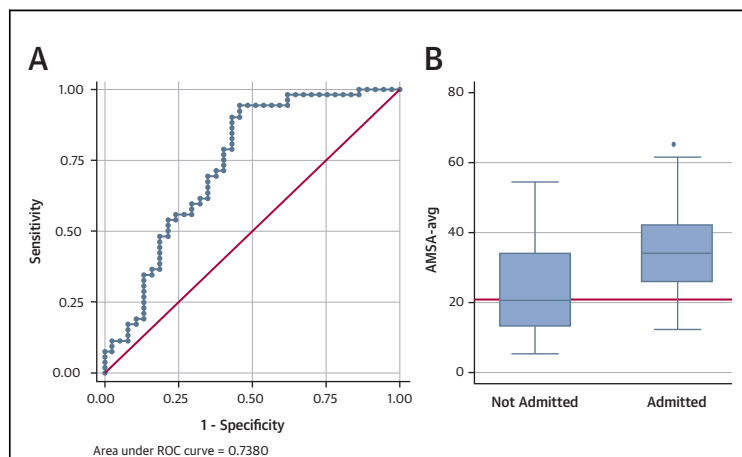 A
1.00
0.75
0.50
0.25
0.00
Sensitivity
0.00 0.25 0.50 0.75 1.00
1 - Specificity
Area under ROC curve = 0.7380
B
80
60
40
20
0
AMSA-avg
Not Admitted Admitted